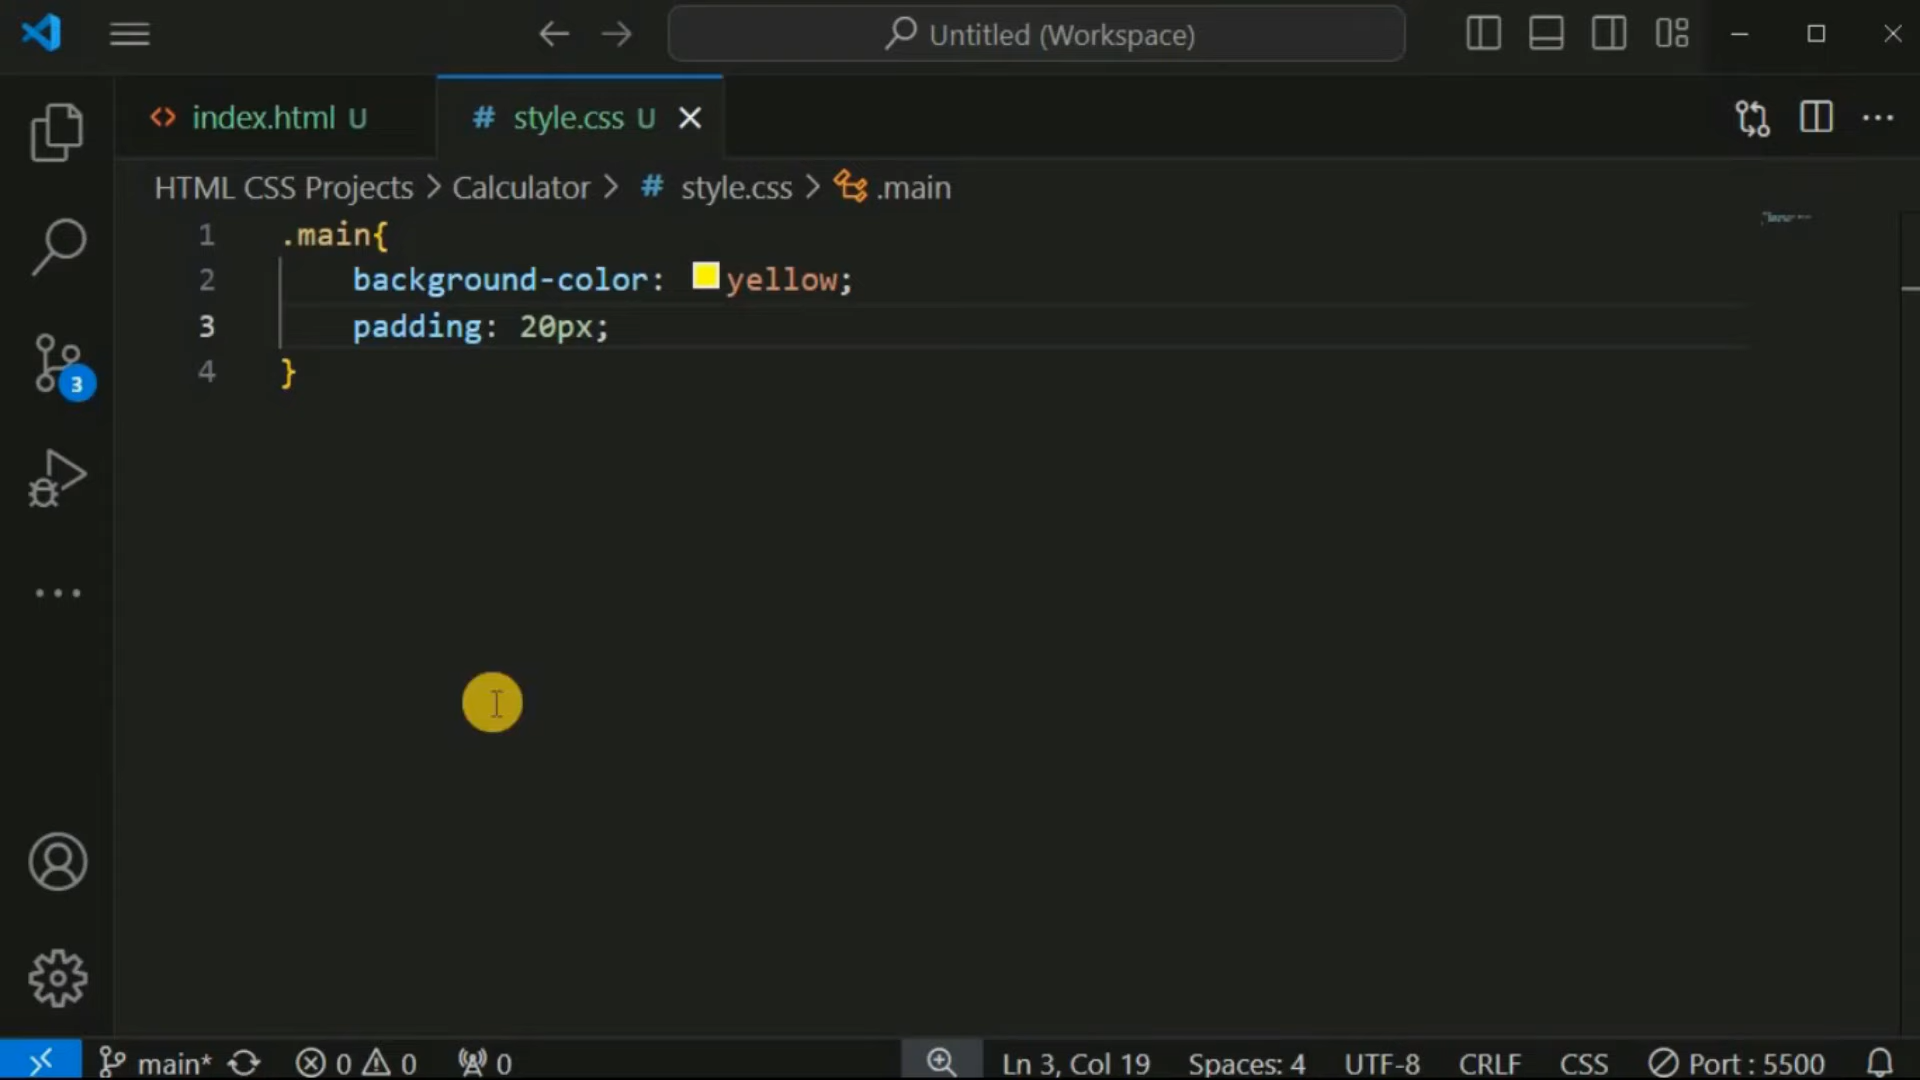 Untitled (Workspace)
index.html U
# style.css U
HTML CSS Projects > Calculator > # style.css > .main
1 .main{
2 background-color: yellow;
3 padding: 20px;
4 }
3
main* 0 0 0 Ln 3, Col 19 Spaces: 4 UTF-8 CRLF CSS Port : 5500